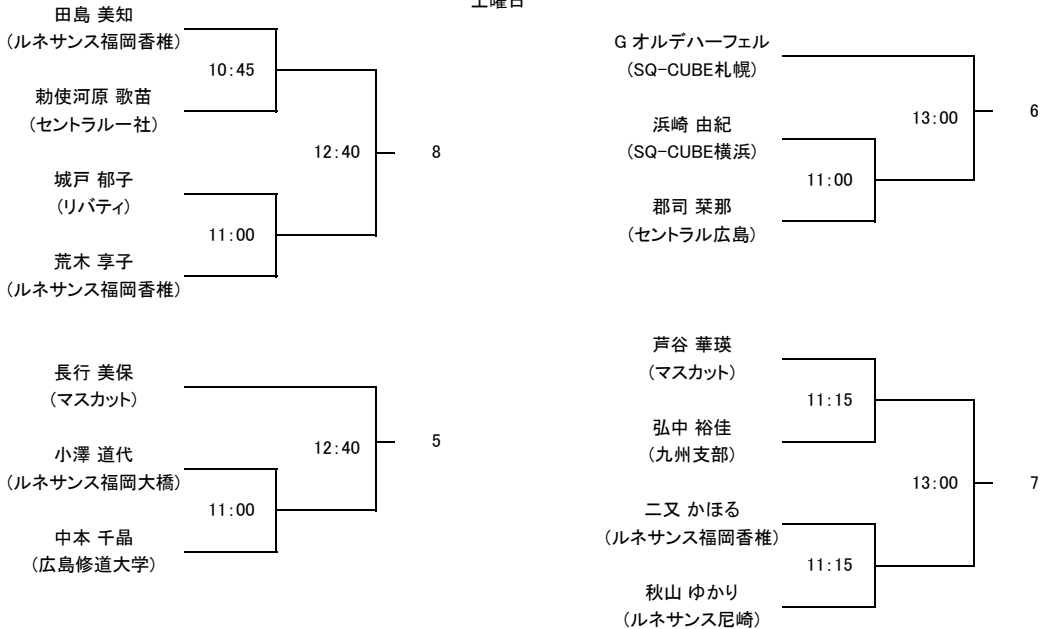 土曜日
田島 美知
(ルネサンス福岡香椎)
10:45
勅使河原 歌苗
(セントラル一社)
12:40
8
城戸 郁子
(リバティ)
11:00
荒木 享子
(ルネサンス福岡香椎)
G オルデハーフェル
(SQ-CUBE札幌)
13:00
6
浜崎 由紀
(SQ-CUBE横浜)
11:00
郡司 栞那
(セントラル広島)
長行 美保
(マスカット)
12:40
5
小澤 道代
(ルネサンス福岡大橋)
11:00
中本 千晶
(広島修道大学)
芦谷 華瑛
(マスカット)
11:15
弘中 裕佳
(九州支部)
13:00
7
二又 かほる
(ルネサンス福岡香椎)
11:15
秋山 ゆかり
(ルネサンス尼崎)